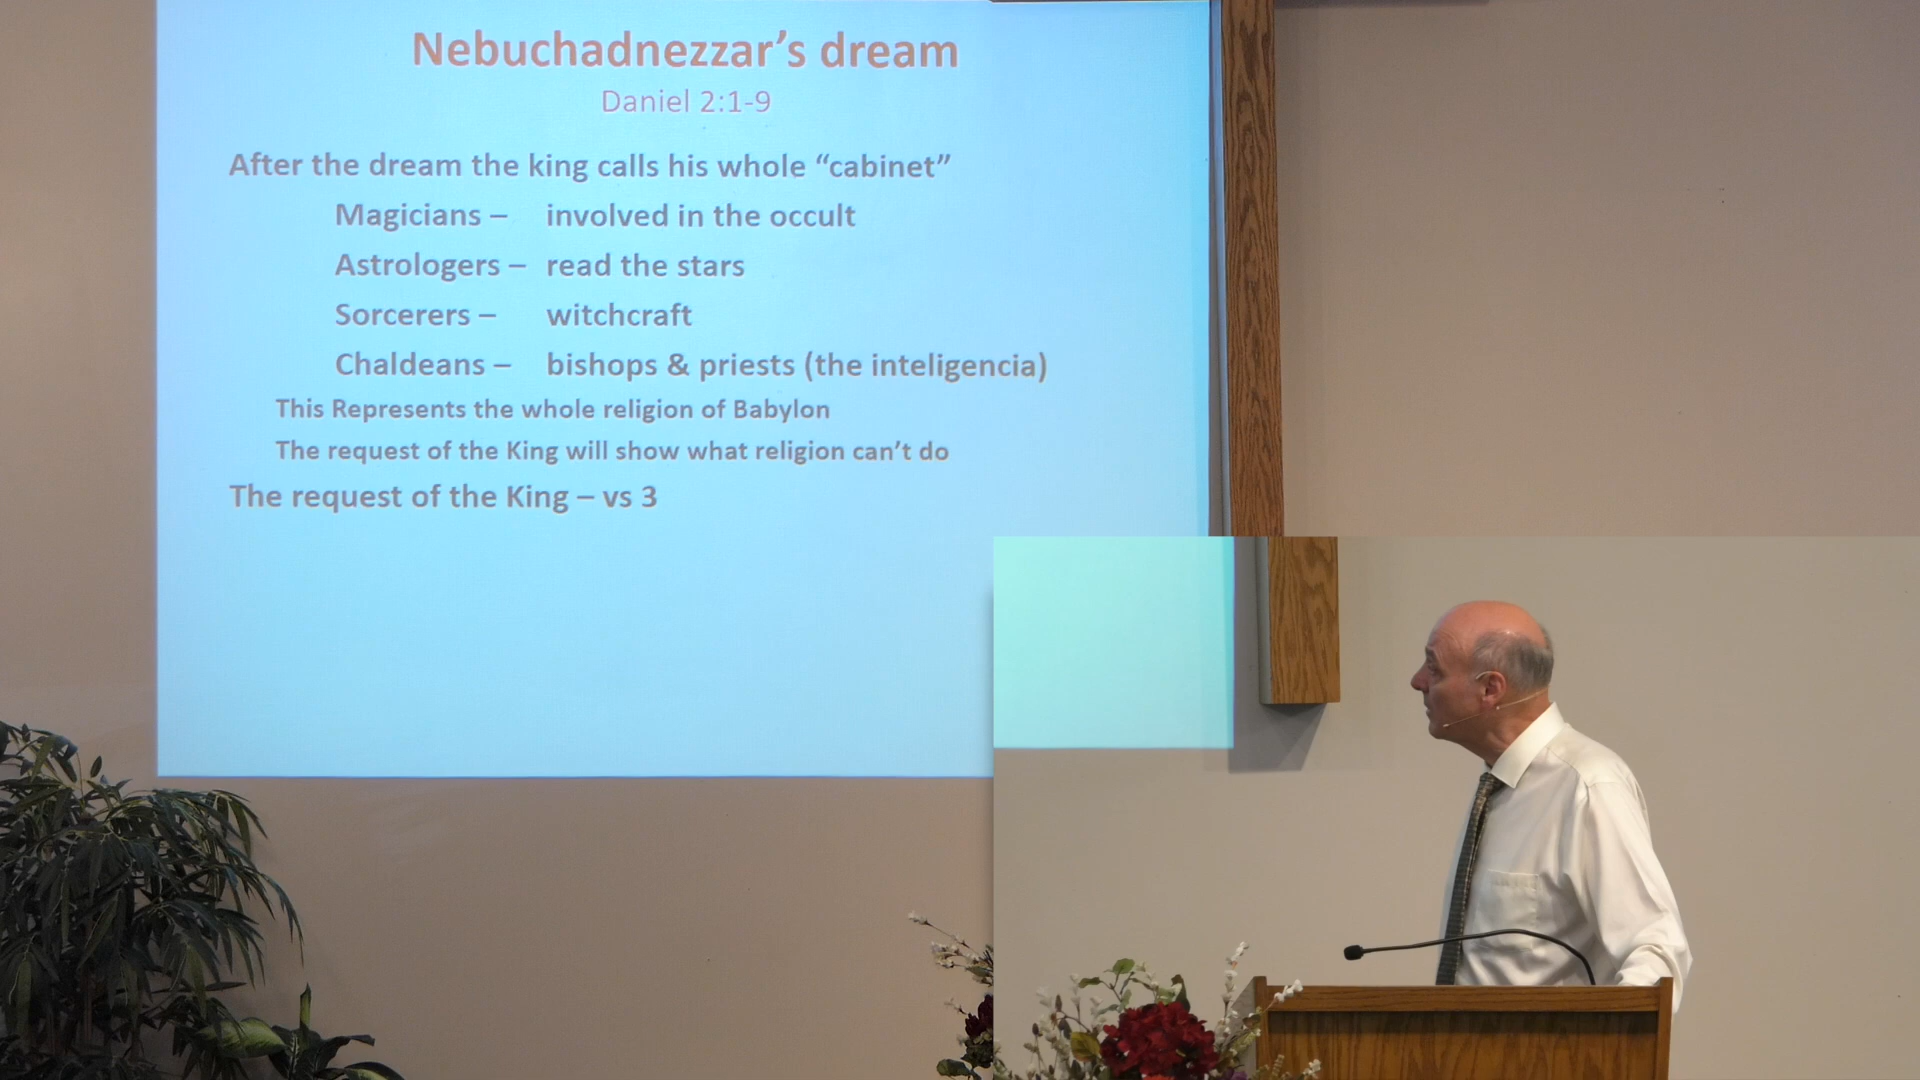 Nebuchadnezzar’s dream
Daniel 2:1-9
After the dream the king calls his whole “cabinet”
Magicians – involved in the occult
Astrologers – read the stars
Sorcerers – witchcraft
Chaldeans – bishops & priests (the inteligencia)
This Represents the whole religion of Babylon
The request of the King will show what religion can’t do
The request of the King – vs 3